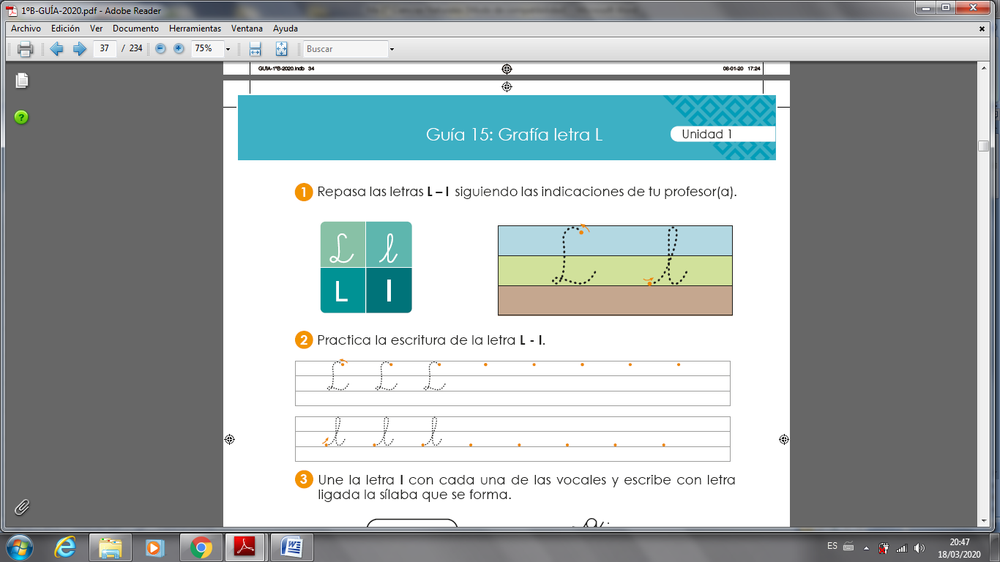 1ºB-GUÍA-2020.pdf - Adobe Reader
Archivo Edición Ver Documento Herramientas Ventana Ayuda
37 / 234 75% Buscar
GUIA-1ºB-2020.indb 34 08-01-20 17:24
Guía 15: Grafía letra L
Unidad 1
1 Repasa las letras L – l siguiendo las indicaciones de tu profesor(a).
L l L l
L l
2 Practica la escritura de la letra L - l.
L L L
l l l
3 Une la letra l con cada una de las vocales y escribe con letra
ligada la sílaba que se forma.
ES 20:47
18/03/2020